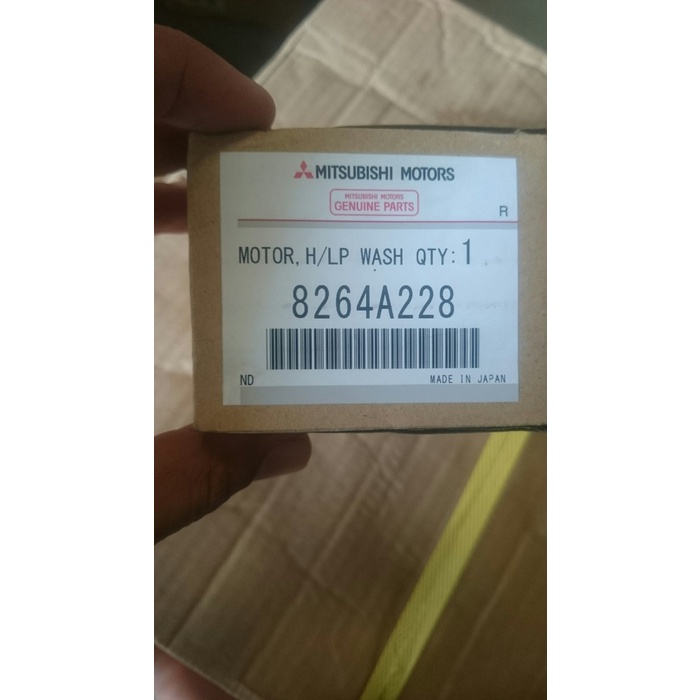 MITSUBISHI MOTORS
MITSUBISHI MOTORS
GENUINE PARTS
R
MOTOR, H/LP WASH QTY: 1
8264A228
ND MADE IN JAPAN